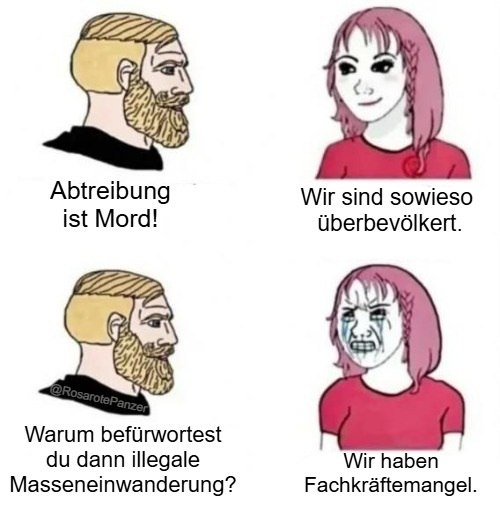 Abtreibung
ist Mord!
Wir sind sowieso
überbevölkert.
@RosarotePanzer
Warum befürwortest
du dann illegale
Masseneinwanderung?
Wir haben
Fachkräftemangel.